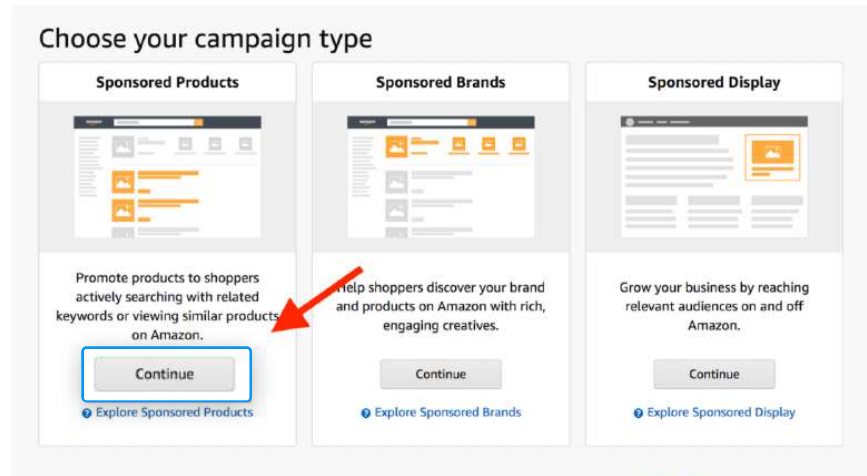 Choose your campaign type
Sponsored Products
Promote products to shoppers
actively searching with related
keywords or viewing similar products
on Amazon.
Continue
Explore Sponsored Products
Sponsored Brands
Help shoppers discover your brand
and products on Amazon with rich,
engaging creatives.
Continue
Explore Sponsored Brands
Sponsored Display
Grow your business by reaching
relevant audiences on and off
Amazon.
Continue
Explore Sponsored Display